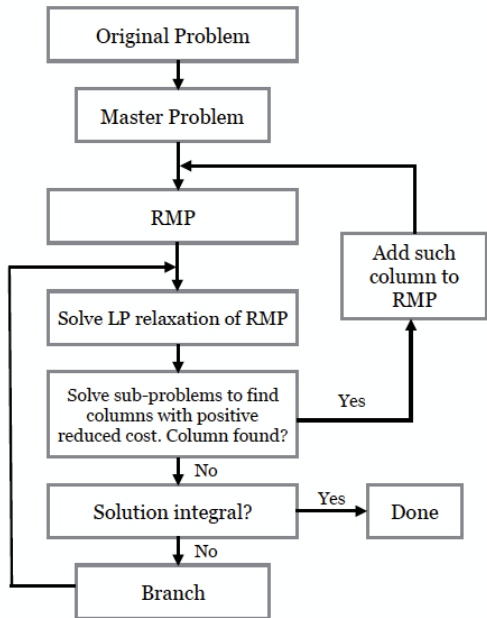 Original Problem
Master Problem
RMP
Add such
column to
RMP
Solve LP relaxation of RMP
Solve sub-problems to find
columns with positive
reduced cost. Column found?
Yes
No
Solution integral?
Yes
Done
No
Branch